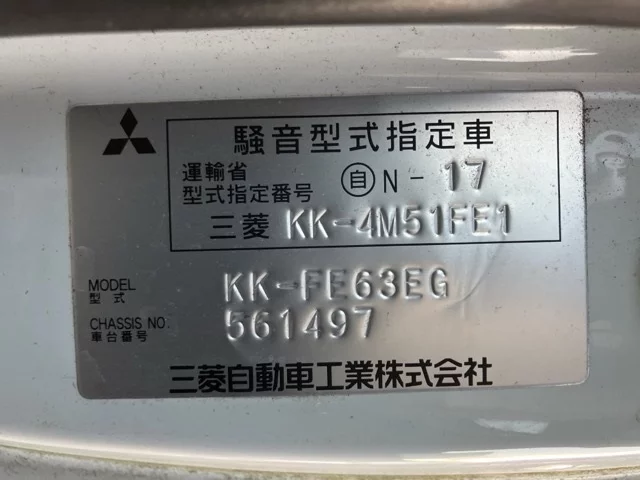 騒音型式指定車
運輸省
型式指定番号
自 N - 17
三菱 KK-4M51FE1
MODEL KK-FE63EG
型式
CHASSIS NO. 561497
車台番号
三菱自動車工業株式会社